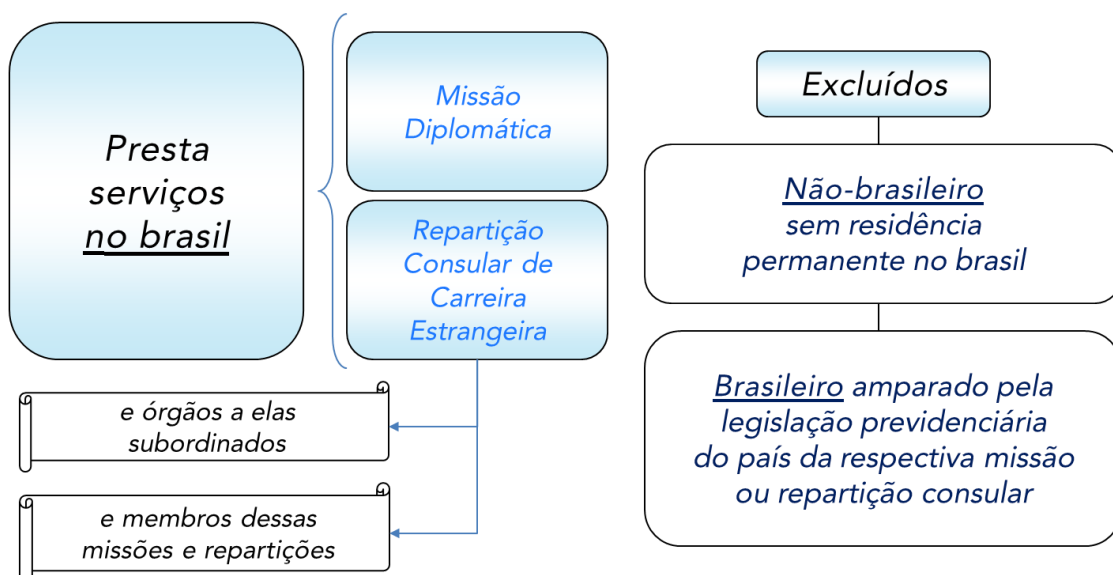 Presta
serviços
no brasil
Missão
Diplomática
Repartição
Consular de
Carreira
Estrangeira
e órgãos a elas
subordinados
e membros dessas
missões e repartições
Excluídos
Não-brasileiro
sem residência
permanente no brasil
Brasileiro amparado pela
legislação previdenciária
do país da respectiva missão
ou repartição consular